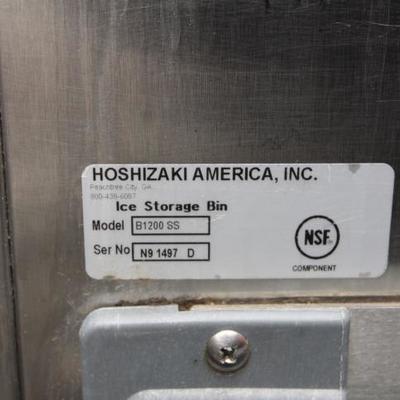 HOSHIZAKI AMERICA, INC.
Peachtree City, GA
800-438-6087
Ice Storage Bin
Model B1200 SS
Ser No N9 1497 D
NSF
COMPONENT